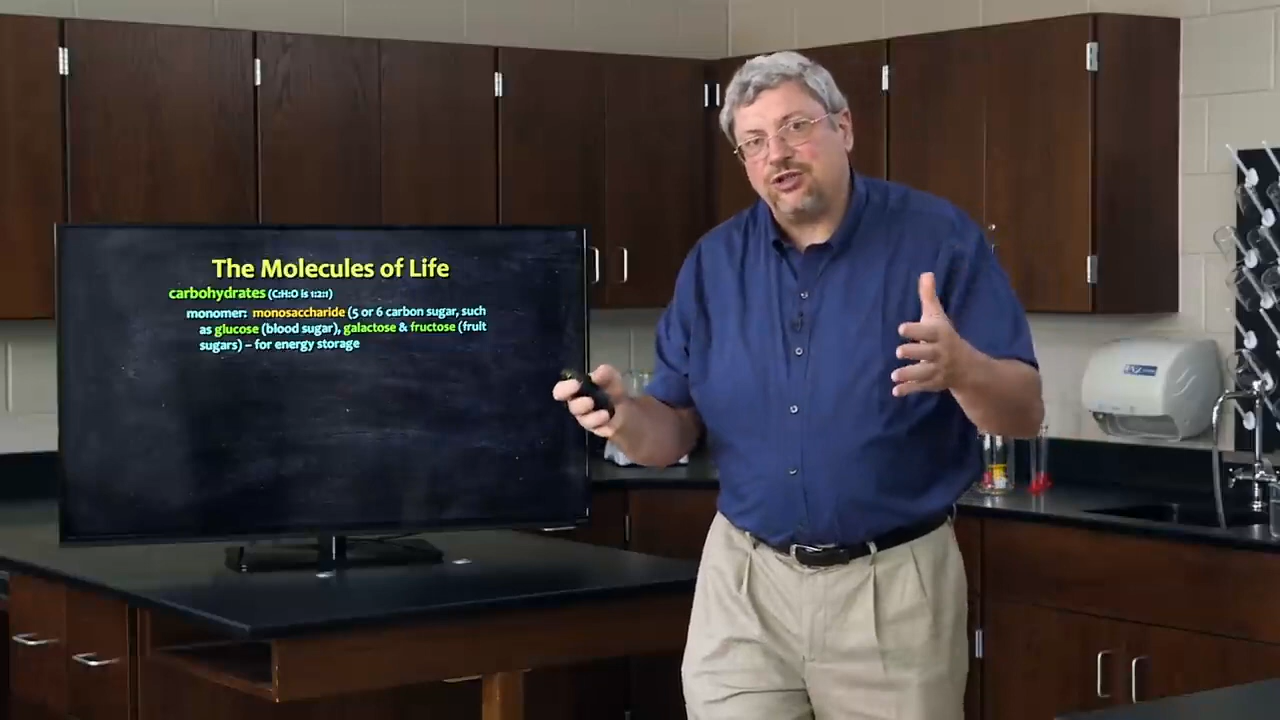 The Molecules of Life
carbohydrates (C:H:O is 1:2:1)
monomer: monosaccharide (5 or 6 carbon sugar, such
as glucose (blood sugar), galactose & fructose (fruit
sugars) – for energy storage